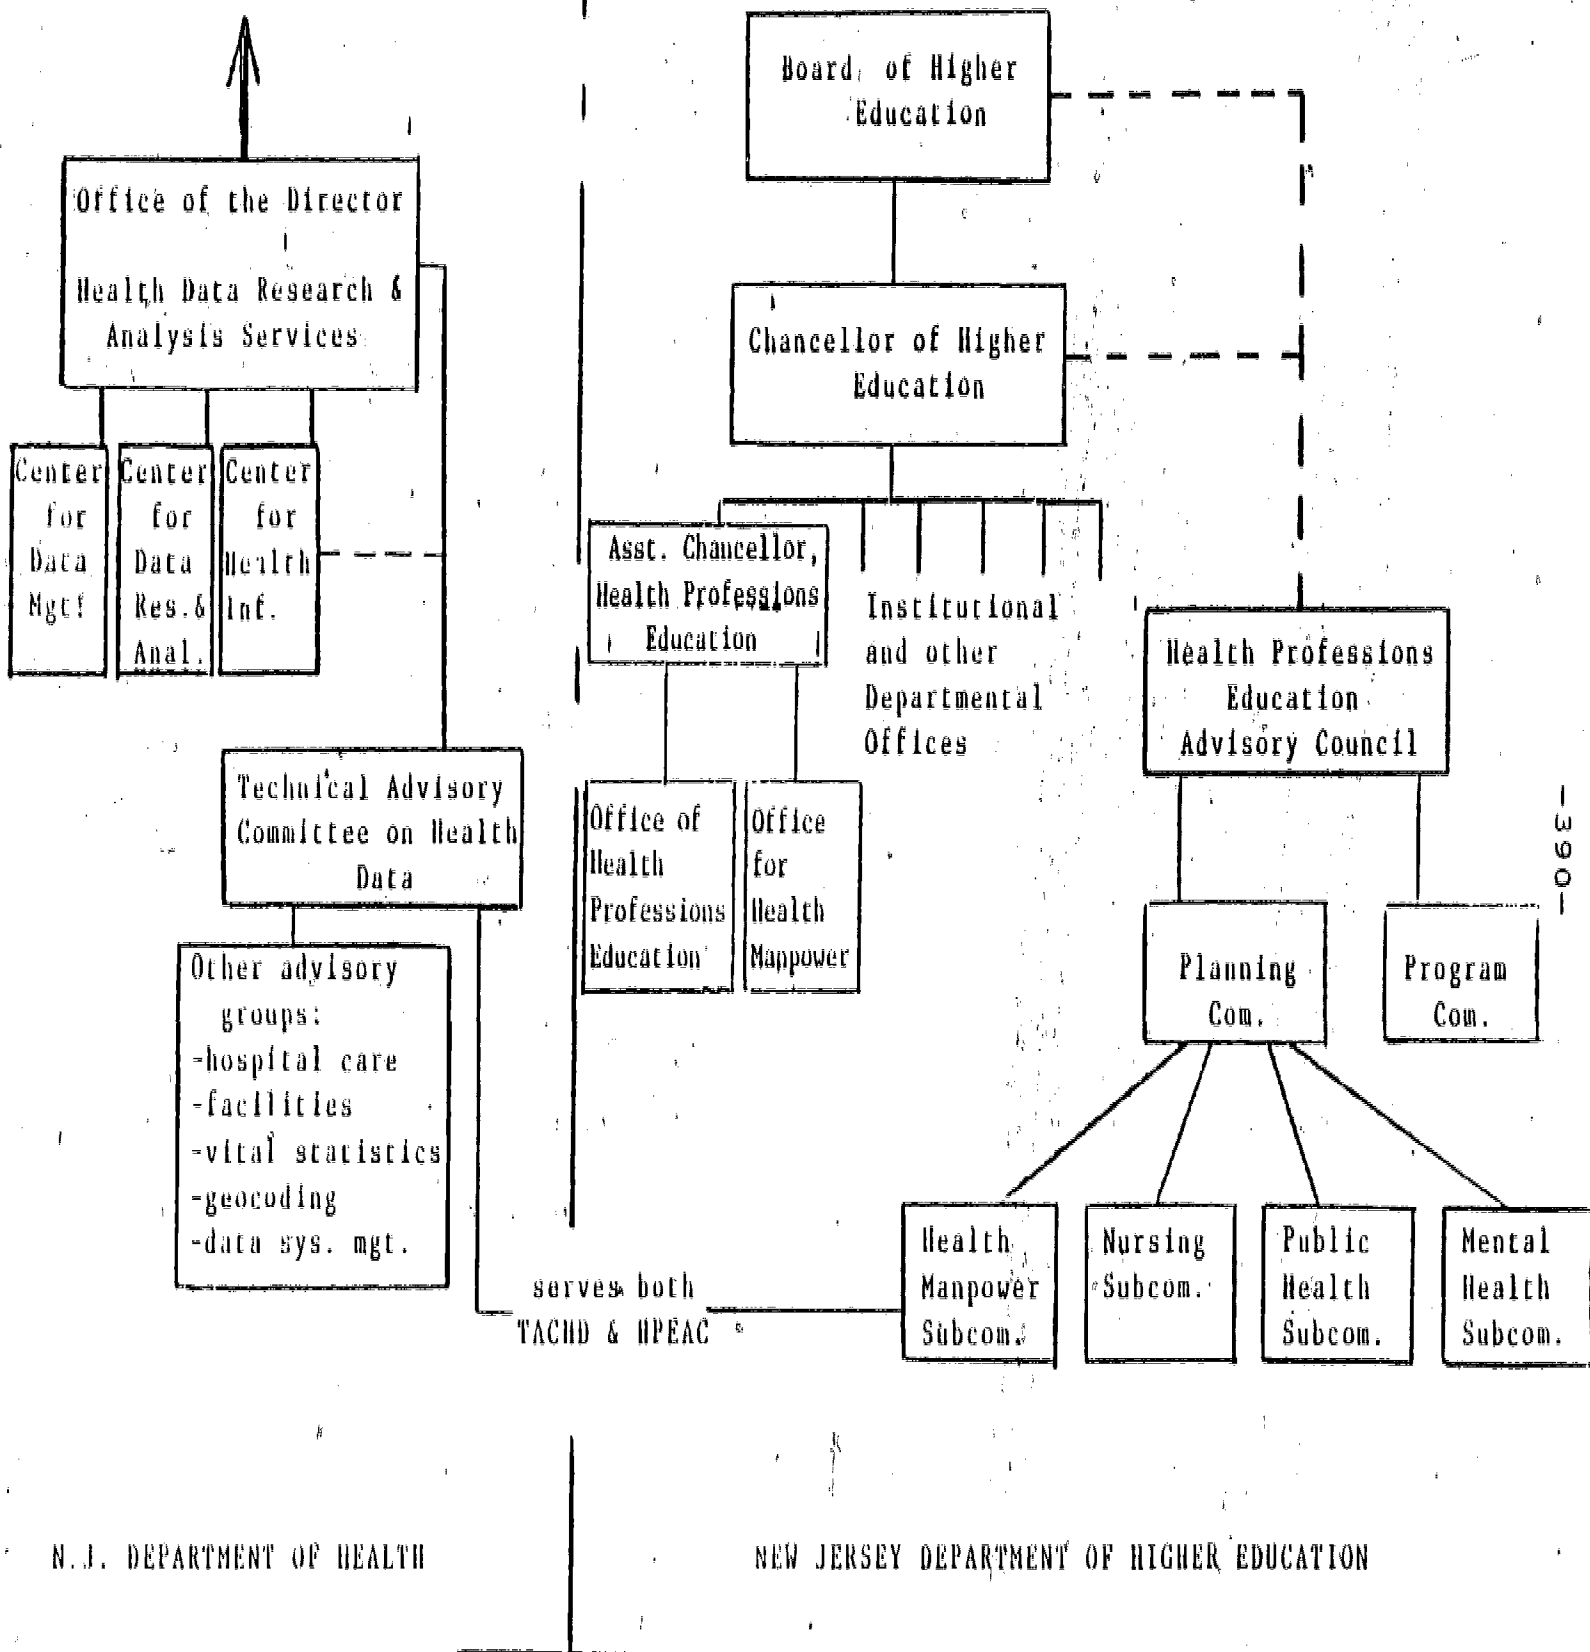 Office of the Director
Health Data Research &
Analysis Services
Center
for
Data
Mgt.
Center
for
Data
Res.&
Anal.
Center
for
Health
Inf.
Technical Advisory
Committee on Health
Data
Other advisory
groups:
-hospital care
-facilities
-vital statistics
-geocoding
-data sys. mgt.
serves both
TACHD & HPEAC
N.J. DEPARTMENT OF HEALTH
Board of Higher
Education
Chancellor of Higher
Education
Asst. Chancellor,
Health Professions
Education
Institutional
and other
Departmental
Offices
Office of
Health
Professions
Education
Office
for
Health
Manpower
Health Professions
Education
Advisory Council
Planning
Com.
Program
Com.
Health
Manpower
Subcom.
Nursing
Subcom.
Public
Health
Subcom.
Mental
Health
Subcom.
NEW JERSEY DEPARTMENT OF HIGHER EDUCATION
-390-